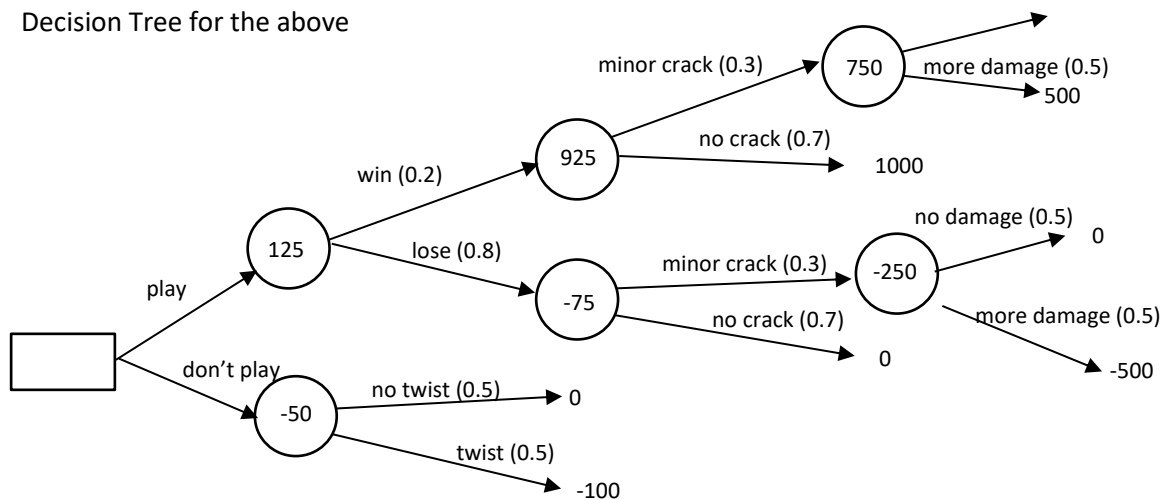 Decision Tree for the above
minor crack (0.3)
750
more damage (0.5)
500
925
no crack (0.7)
1000
win (0.2)
125
lose (0.8)
minor crack (0.3)
-250
no damage (0.5)
0
play
-75
no crack (0.7)
0
more damage (0.5)
-500
don't play
-50
no twist (0.5)
0
twist (0.5)
-100